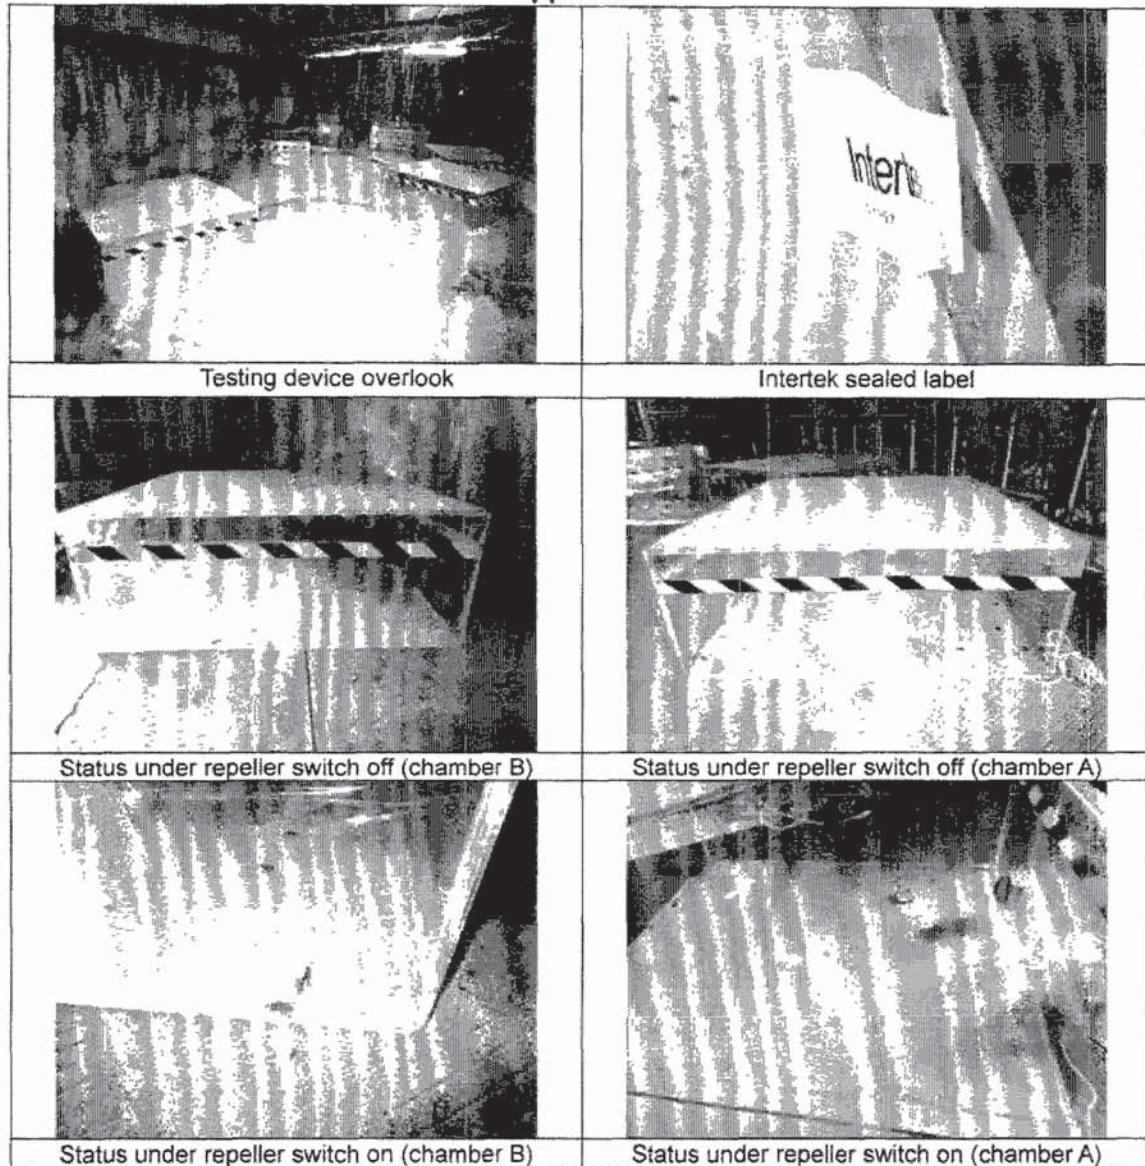 Testing device overlook
Intertek sealed label
Status under repeller switch off (chamber B)
Status under repeller switch off (chamber A)
Status under repeller switch on (chamber B)
Status under repeller switch on (chamber A)